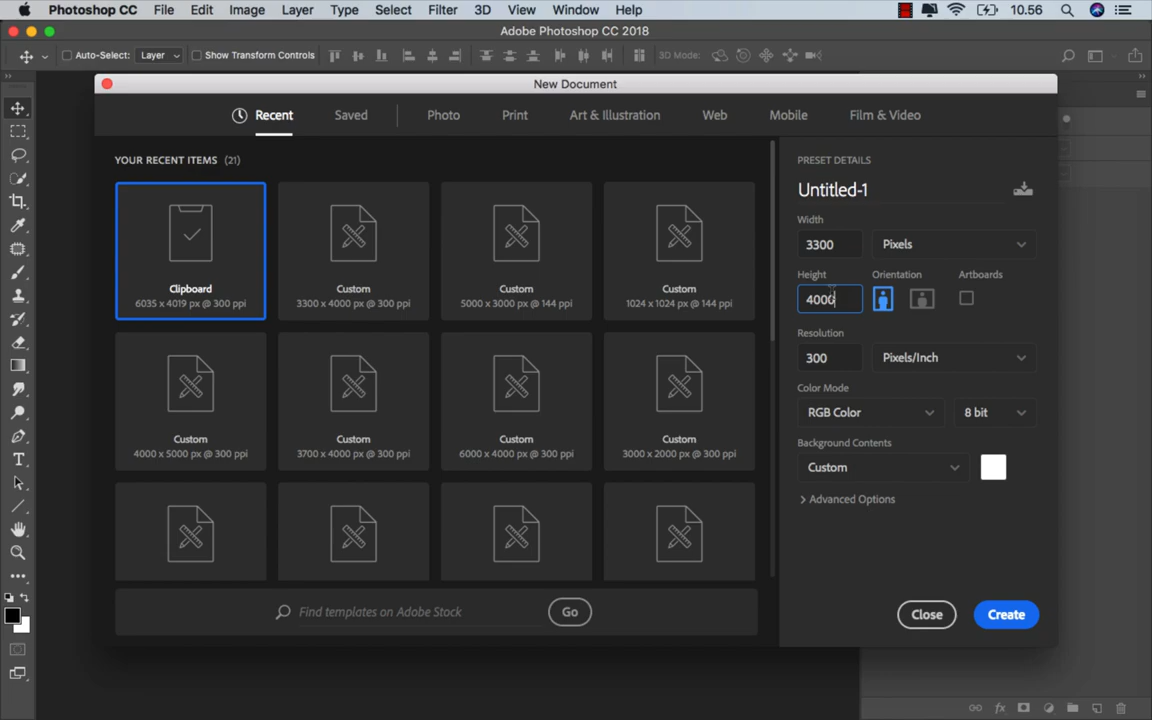 Photoshop CC File Edit Image Layer Type Select Filter 3D View Window Help 10.56
Adobe Photoshop CC 2018
Auto-Select: Layer Show Transform Controls 3D Mode:
New Document
Recent Saved Photo Print Art & Illustration Web Mobile Film & Video
YOUR RECENT ITEMS (21)
Clipboard
6035 x 4019 px @ 300 ppi
Custom
3300 x 4000 px @ 300 ppi
Custom
5000 x 3000 px @ 144 ppi
Custom
1024 x 1024 px @ 144 ppi
Custom
4000 x 5000 px @ 300 ppi
Custom
3700 x 4000 px @ 300 ppi
Custom
6000 x 4000 px @ 300 ppi
Custom
3000 x 2000 px @ 300 ppi
Find templates on Adobe Stock Go
PRESET DETAILS
Untitled-1
Width
3300 Pixels
Height Orientation Artboards
4000
Resolution
300 Pixels/Inch
Color Mode
RGB Color 8 bit
Background Contents
Custom
Advanced Options
Close Create